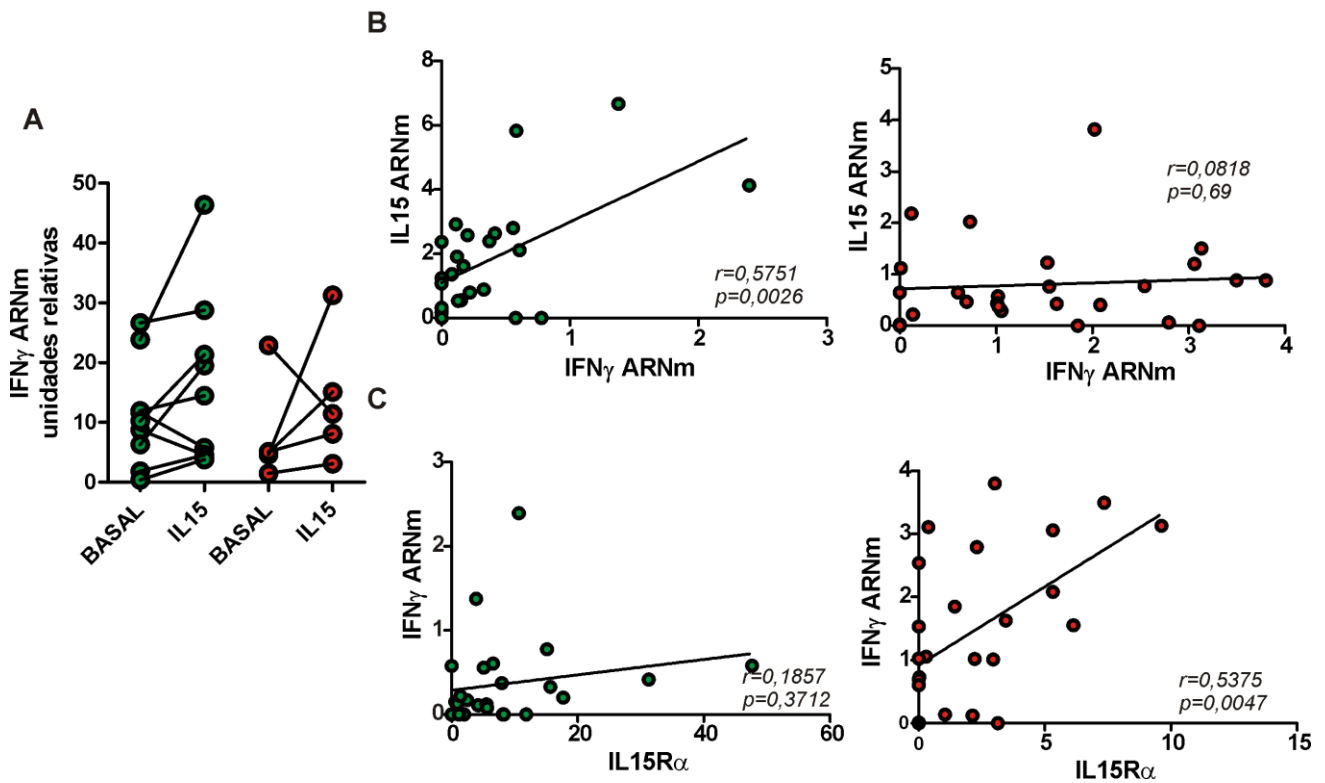 A
IFNγ ARNm
unidades relativas
50
40
30
20
10
0
BASAL
IL15
BASAL
IL15
B
IL15 ARNm
8
6
4
2
0
r=0,5751
p=0,0026
1
2
3
IFNγ ARNm
IL15 ARNm
5
4
3
2
1
0
r=0,0818
p=0,69
0
1
2
3
4
IFNγ ARNm
C
IFNγ ARNm
3
2
1
0
r=0,1857
p=0,3712
0
20
40
60
IL15Rα
IFNγ ARNm
4
3
2
1
0
r=0,5375
p=0,0047
0
5
10
15
IL15Rα